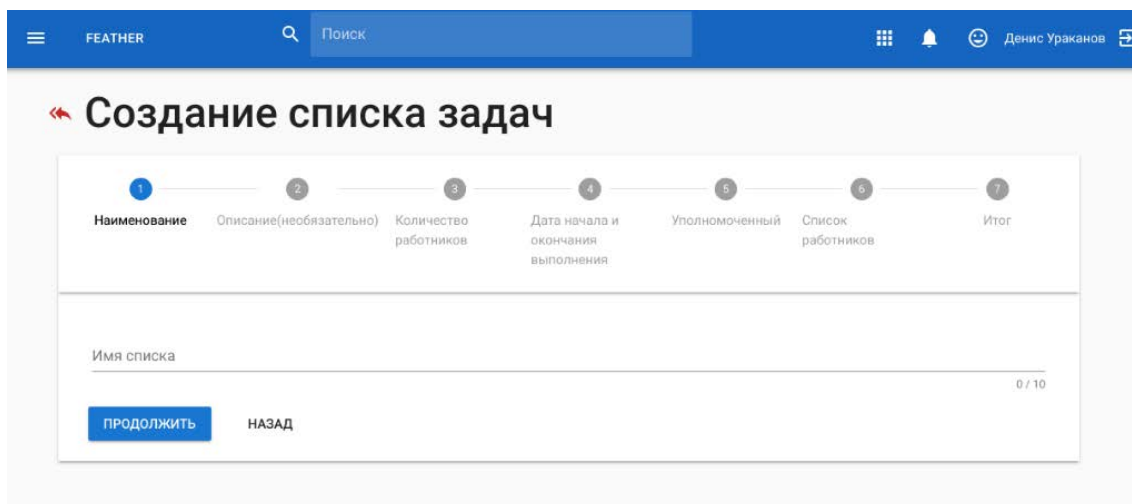 FEATHER
Поиск
Денис Ураканов
Создание списка задач
1
2
3
4
5
6
7
Наименование
Описание(необязательно)
Количество
работников
Дата начала и
окончания
выполнения
Уполномоченный
Список
работников
Итог
Имя списка
0 / 10
ПРОДОЛЖИТЬ
НАЗАД